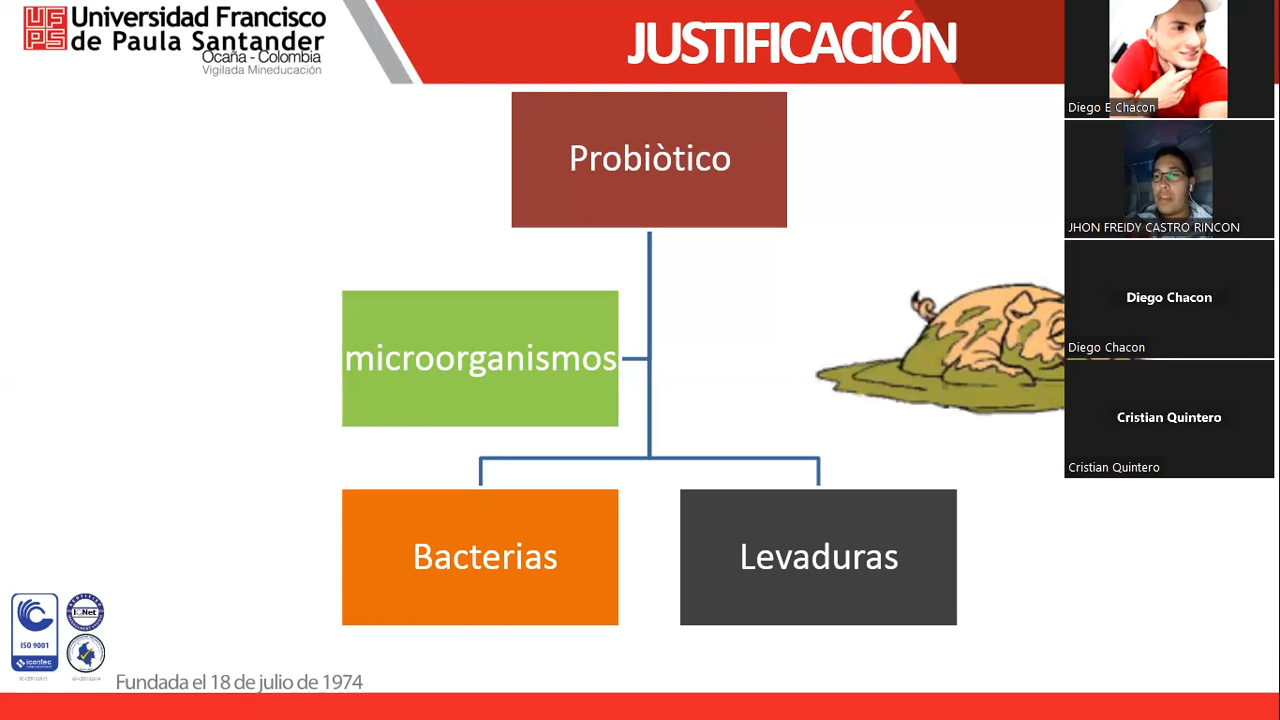 UFPS
Universidad Francisco
de Paula Santander
Ocaña - Colombia
Vigilada Mineducación
JUSTIFICACIÓN
Probiòtico
microorganismos
Bacterias
Levaduras
Diego E Chacon
JHON FREIDY CASTRO RINCON
Diego Chacon
Diego Chacon
Cristian Quintero
Cristian Quintero
IQNet
ISO 9001
icontec
Fundada el 18 de julio de 1974